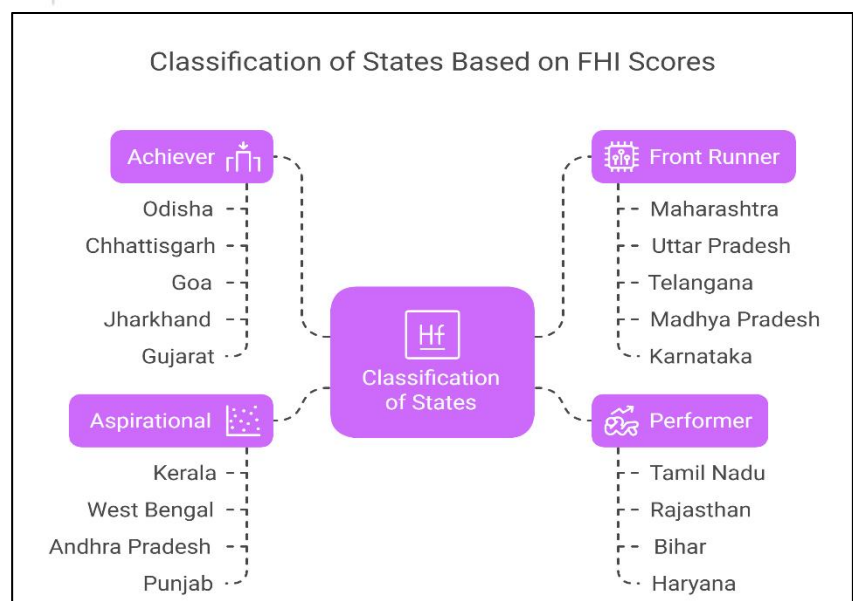 Classification of States Based on FHI Scores
Achiever
Odisha
Chhattisgarh
Goa
Jharkhand
Gujarat
Front Runner
Maharashtra
Uttar Pradesh
Telangana
Madhya Pradesh
Karnataka
Hf
Classification
of States
Aspirational
Kerala
West Bengal
Andhra Pradesh
Punjab
Performer
Tamil Nadu
Rajasthan
Bihar
Haryana